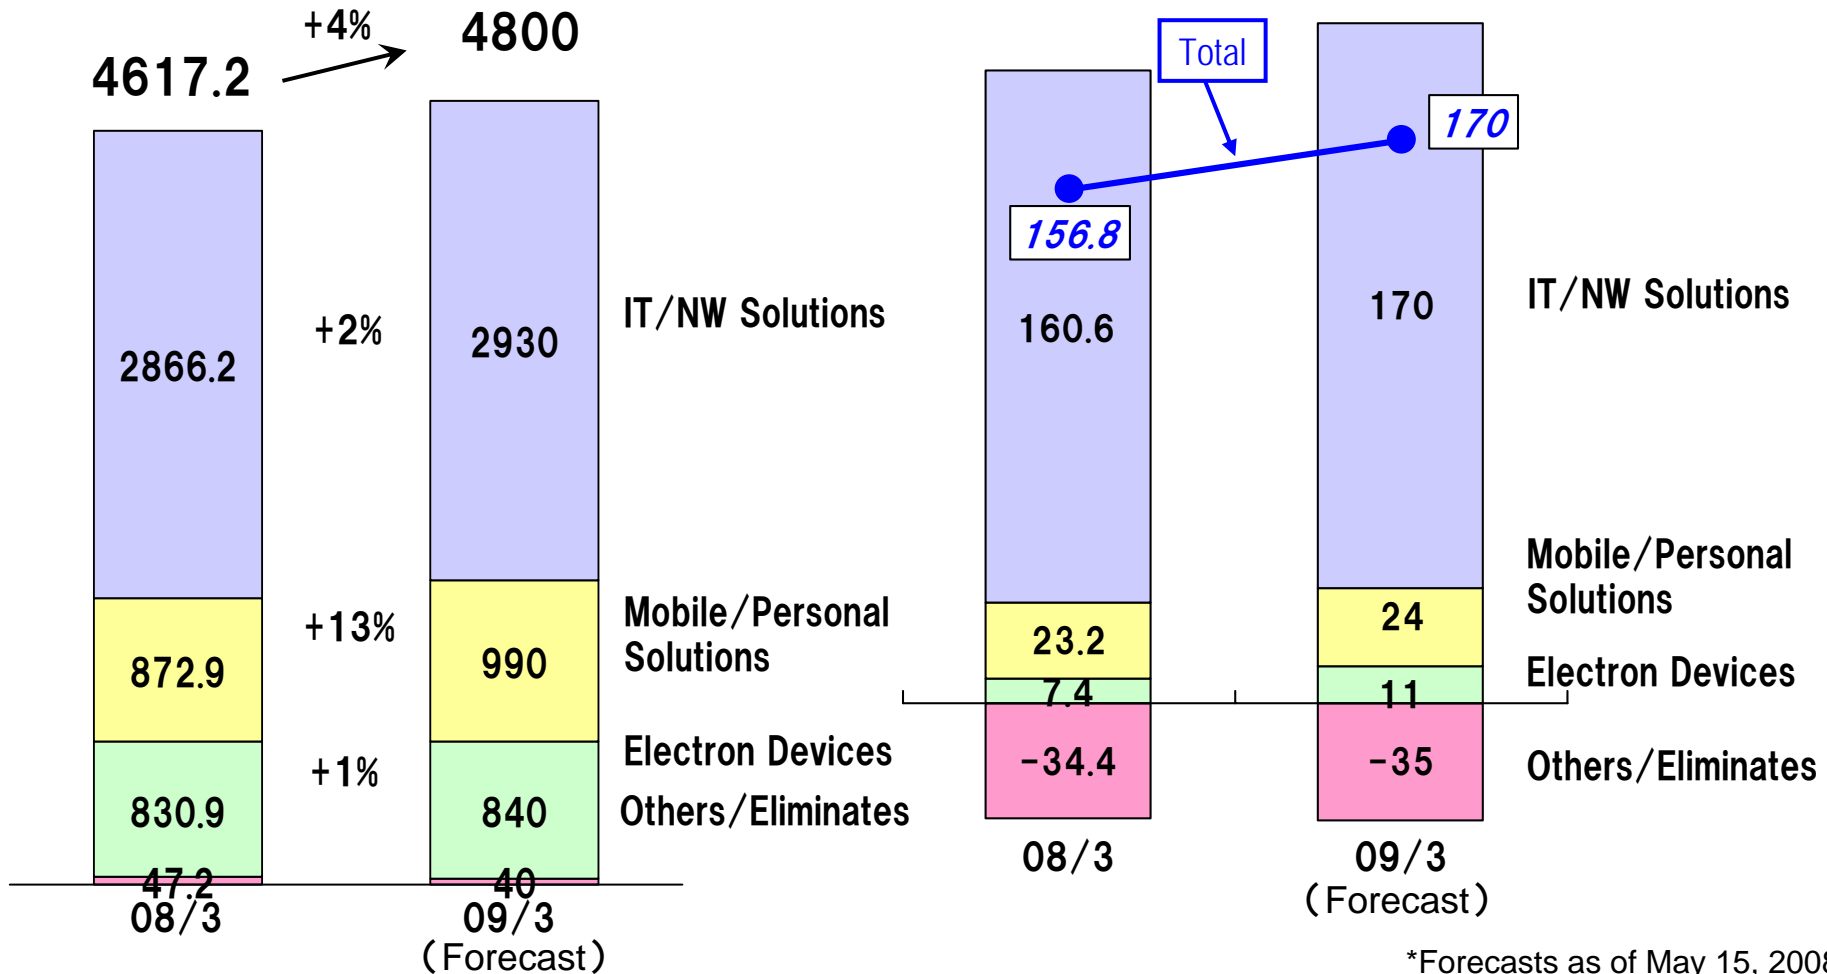 +4%
4800
4617.2
2866.2
+2%
2930
IT/NW Solutions
872.9
+13%
990
Mobile/Personal
Solutions
830.9
+1%
840
Electron Devices
Others/Eliminates
47.2
40
08/3
09/3
(Forecast)
Total
156.8
170
160.6
170
IT/NW Solutions
23.2
24
Mobile/Personal
Solutions
7.4
11
Electron Devices
-34.4
-35
Others/Eliminates
08/3
09/3
(Forecast)
*Forecasts as of May 15, 2008